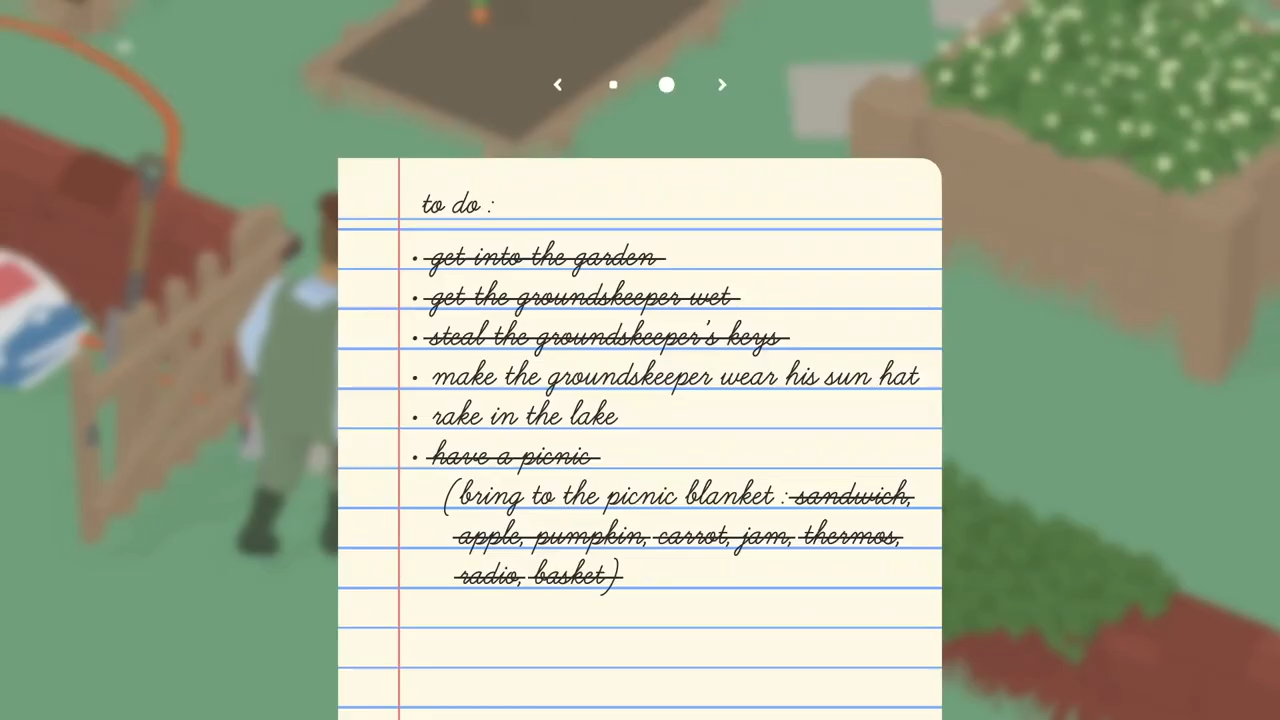 to do :
• get into the garden
• get the groundskeeper wet
• steal the groundskeeper's keys
• make the groundskeeper wear his sun hat
• rake in the lake
• have a picnic
(bring to the picnic blanket : sandwich,
apple, pumpkin, carrot, jam, thermos,
radio, basket)